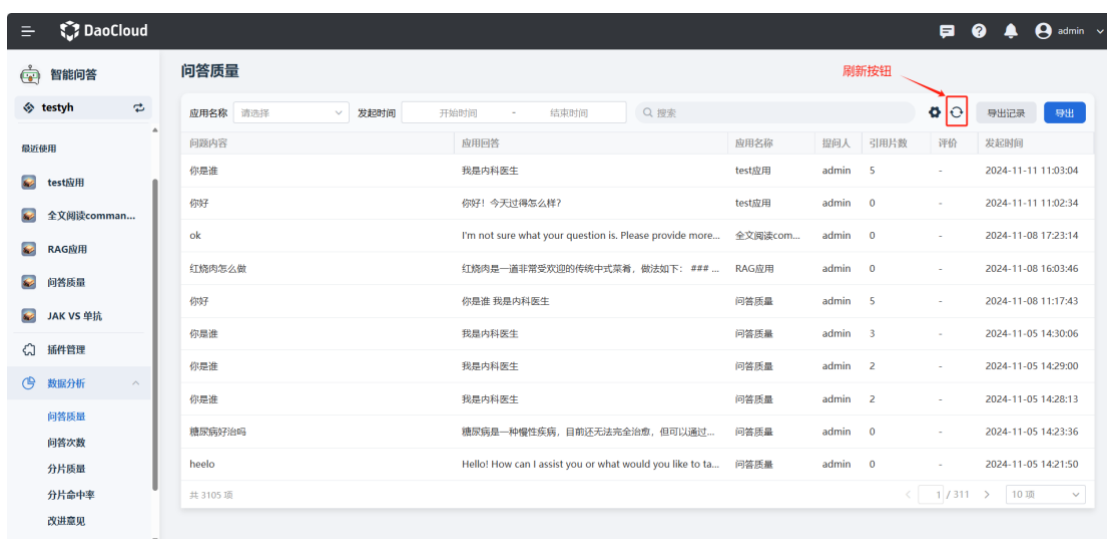 DaoCloud
admin
智能问答
testyh
最近使用
test应用
全文阅读comman...
RAG应用
问答质量
JAK VS 单抗
插件管理
数据分析
问答质量
问答次数
分片质量
分片命中率
改进意见
问答质量
刷新按钮
应用名称 请选择 发起时间 开始时间 - 结束时间 搜索 导出记录 导出
问题内容 应用回答 应用名称 提问人 引用片数 评价 发起时间
你是谁 我是内科医生 test应用 admin 5 - 2024-11-11 11:03:04
你好 你好！今天过得怎么样? test应用 admin 0 - 2024-11-11 11:02:34
ok I'm not sure what your question is. Please provide more... 全文阅读com... admin 0 - 2024-11-08 17:23:14
红烧肉怎么做 红烧肉是一道非常受欢迎的传统中式菜肴，做法如下： ### ... RAG应用 admin 0 - 2024-11-08 16:03:46
你好 你是谁 我是内科医生 问答质量 admin 5 - 2024-11-08 11:17:43
你是谁 我是内科医生 问答质量 admin 3 - 2024-11-05 14:30:06
你是谁 我是内科医生 问答质量 admin 2 - 2024-11-05 14:29:00
你是谁 我是内科医生 问答质量 admin 2 - 2024-11-05 14:28:13
糖尿病好治吗 糖尿病是一种慢性疾病，目前还无法完全治愈，但可以通过... 问答质量 admin 0 - 2024-11-05 14:23:36
heelo Hello! How can I assist you or what would you like to ta... 问答质量 admin 0 - 2024-11-05 14:21:50
共 3105 项 1 / 311 10 项